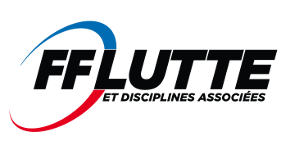 FFLUTTE
ET DISCIPLINES ASSOCIÉES